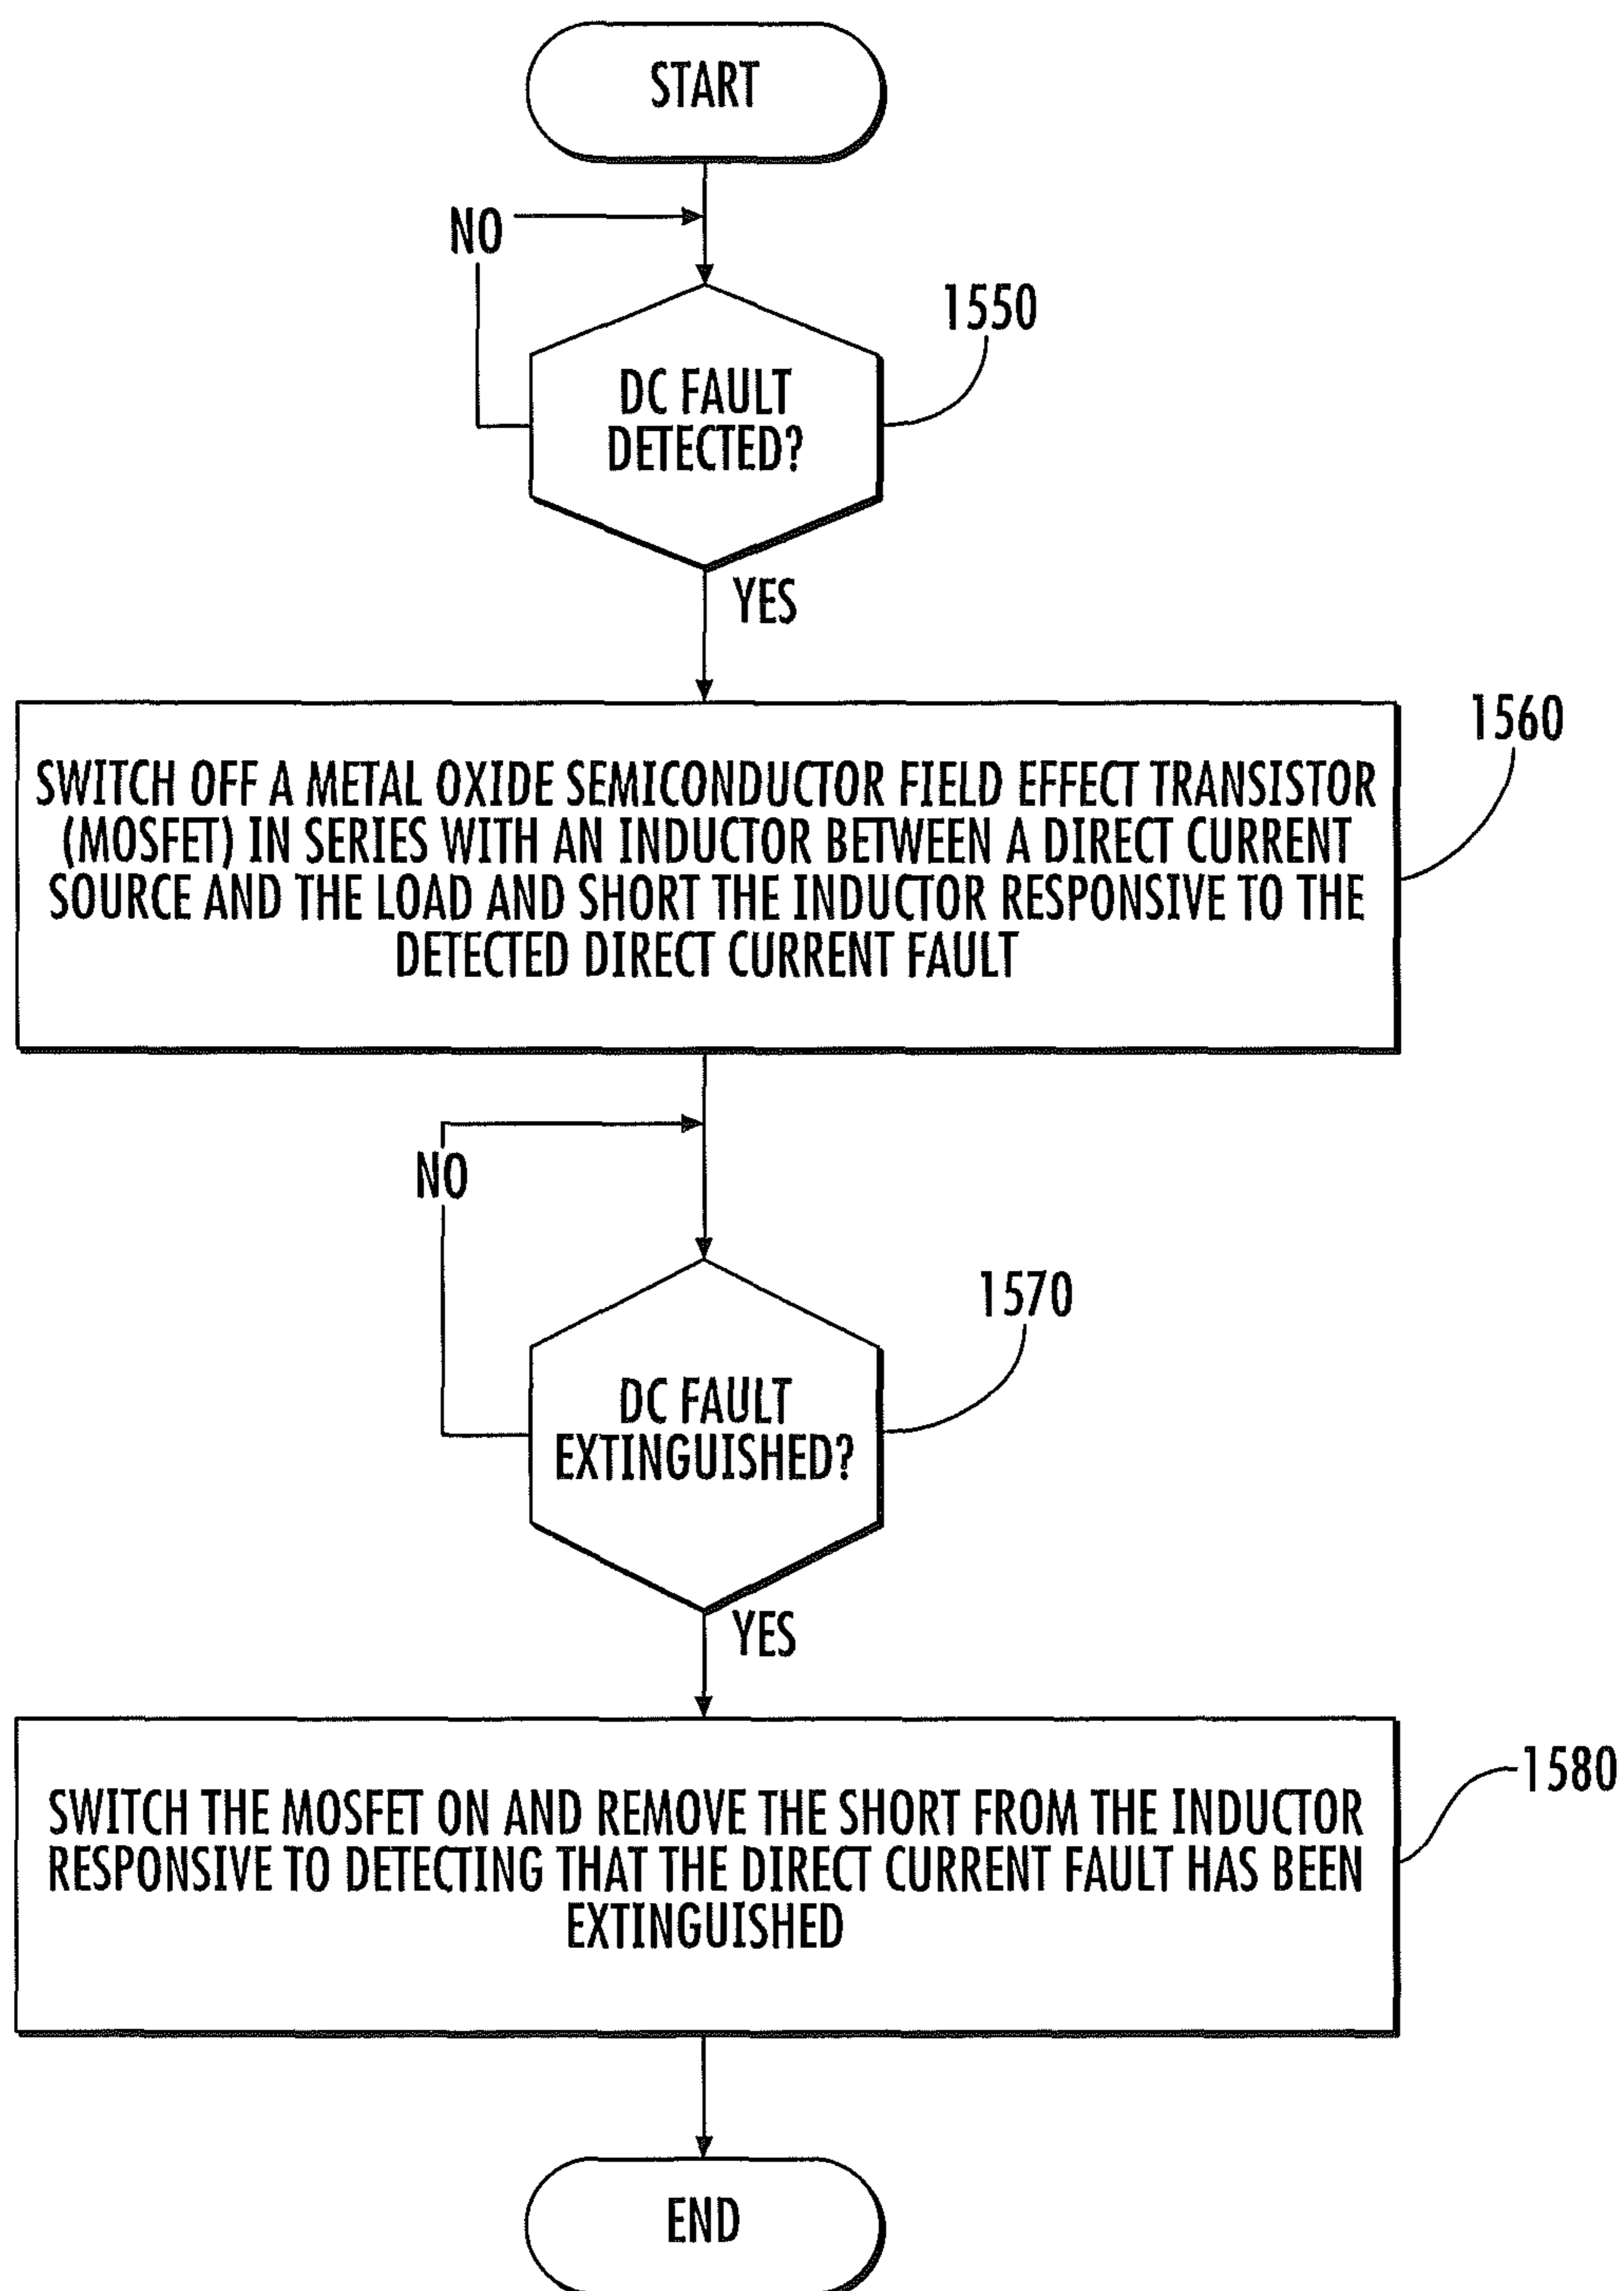 START
NO
1550
DC FAULT
DETECTED?
YES
1560
SWITCH OFF A METAL OXIDE SEMICONDUCTOR FIELD EFFECT TRANSISTOR
(MOSFET) IN SERIES WITH AN INDUCTOR BETWEEN A DIRECT CURRENT
SOURCE AND THE LOAD AND SHORT THE INDUCTOR RESPONSIVE TO THE
DETECTED DIRECT CURRENT FAULT
NO
1570
DC FAULT
EXTINGUISHED?
YES
1580
SWITCH THE MOSFET ON AND REMOVE THE SHORT FROM THE INDUCTOR
RESPONSIVE TO DETECTING THAT THE DIRECT CURRENT FAULT HAS BEEN
EXTINGUISHED
END